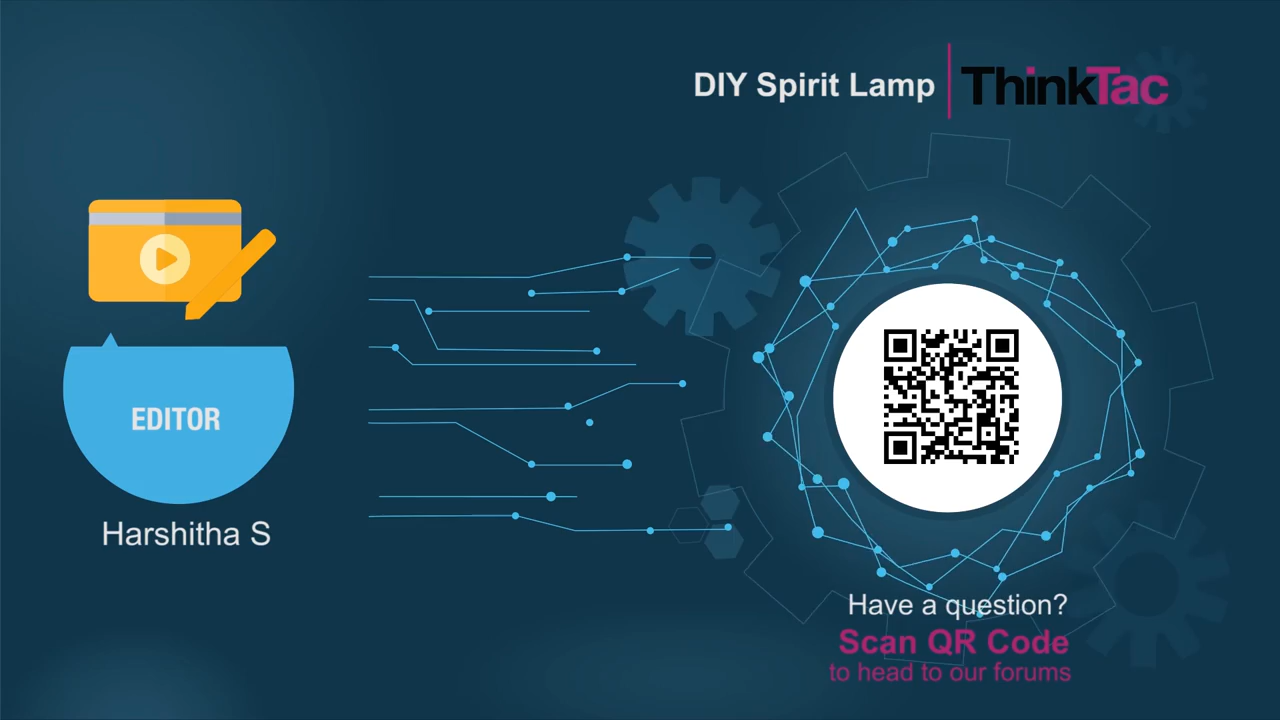 DIY Spirit Lamp
ThinkTac
EDITOR
Harshitha S
Have a question?
Scan QR Code
to head to our forums